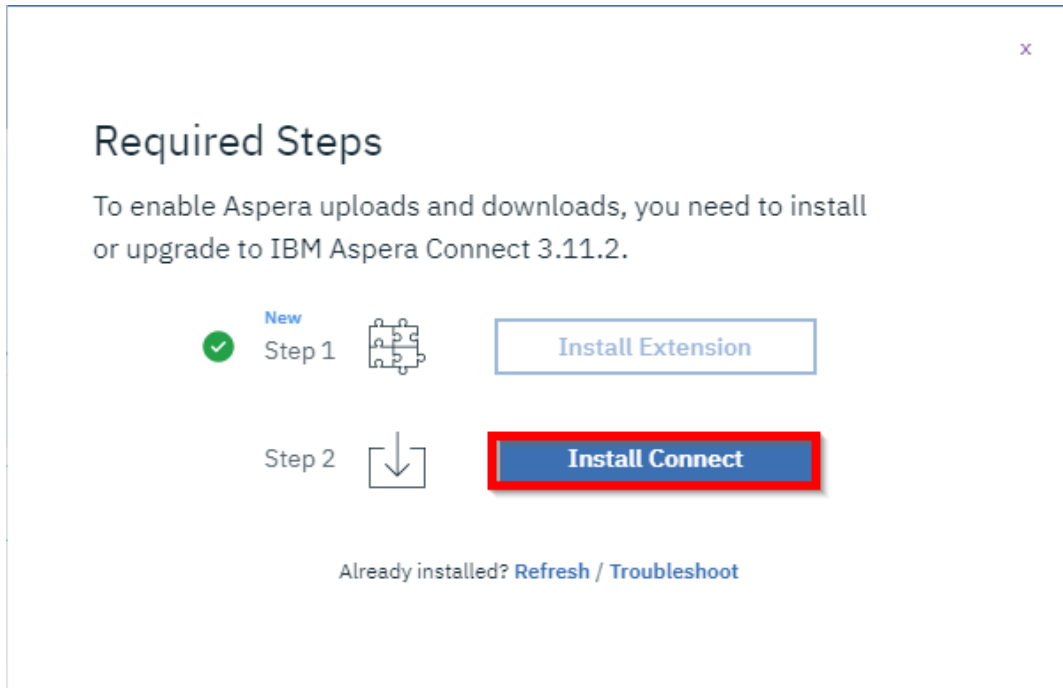 x
Required Steps
To enable Aspera uploads and downloads, you need to install
or upgrade to IBM Aspera Connect 3.11.2.
New
Step 1
Install Extension
Step 2
Install Connect
Already installed? Refresh / Troubleshoot